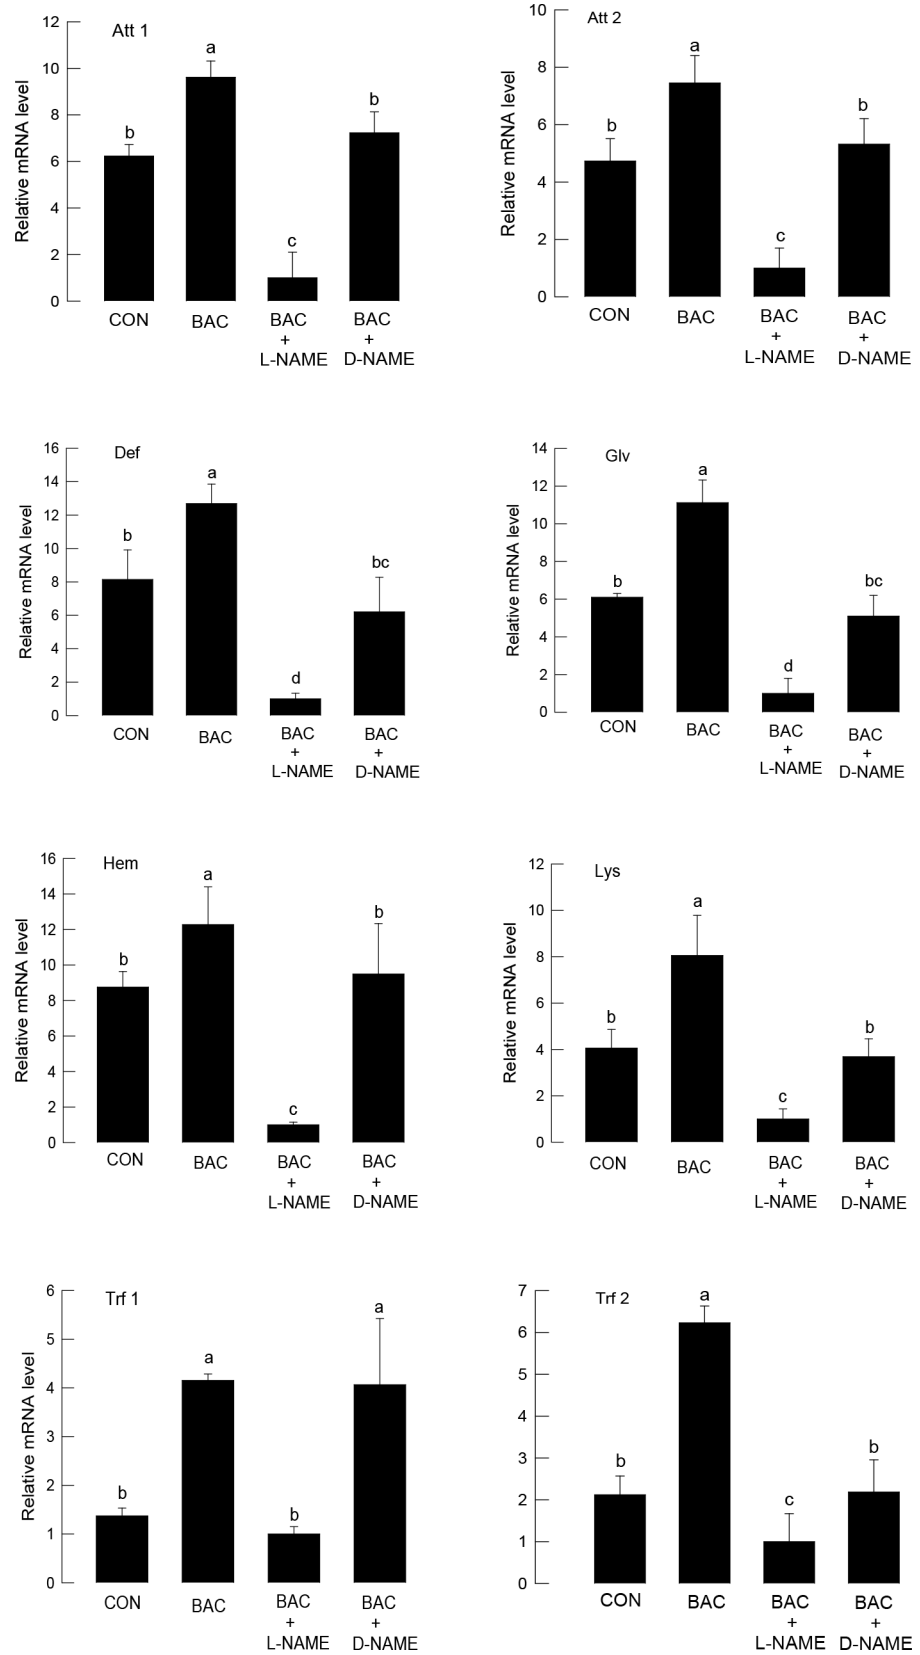 Att 1
Relative mRNA level
12
10
8
6
4
2
0
b
a
c
b
CON
BAC
BAC
+
L-NAME
BAC
+
D-NAME
Att 2
Relative mRNA level
10
8
6
4
2
0
b
a
c
b
CON
BAC
BAC
+
L-NAME
BAC
+
D-NAME
Def
Relative mRNA level
16
14
12
10
8
6
4
2
0
b
a
d
bc
CON
BAC
BAC
+
L-NAME
BAC
+
D-NAME
Glv
Relative mRNA level
14
12
10
8
6
4
2
0
b
a
d
bc
CON
BAC
BAC
+
L-NAME
BAC
+
D-NAME
Hem
Relative mRNA level
16
14
12
10
8
6
4
2
0
b
a
c
b
CON
BAC
BAC
+
L-NAME
BAC
+
D-NAME
Lys
Relative mRNA level
12
10
8
6
4
2
0
b
a
c
b
CON
BAC
BAC
+
L-NAME
BAC
+
D-NAME
Trf 1
Relative mRNA level
6
5
4
3
2
1
0
b
a
b
a
CON
BAC
BAC
+
L-NAME
BAC
+
D-NAME
Trf 2
7
6
5
4
3
2
1
0
b
a
c
b
CON
BAC
BAC
+
L-NAME
BAC
+
D-NAME